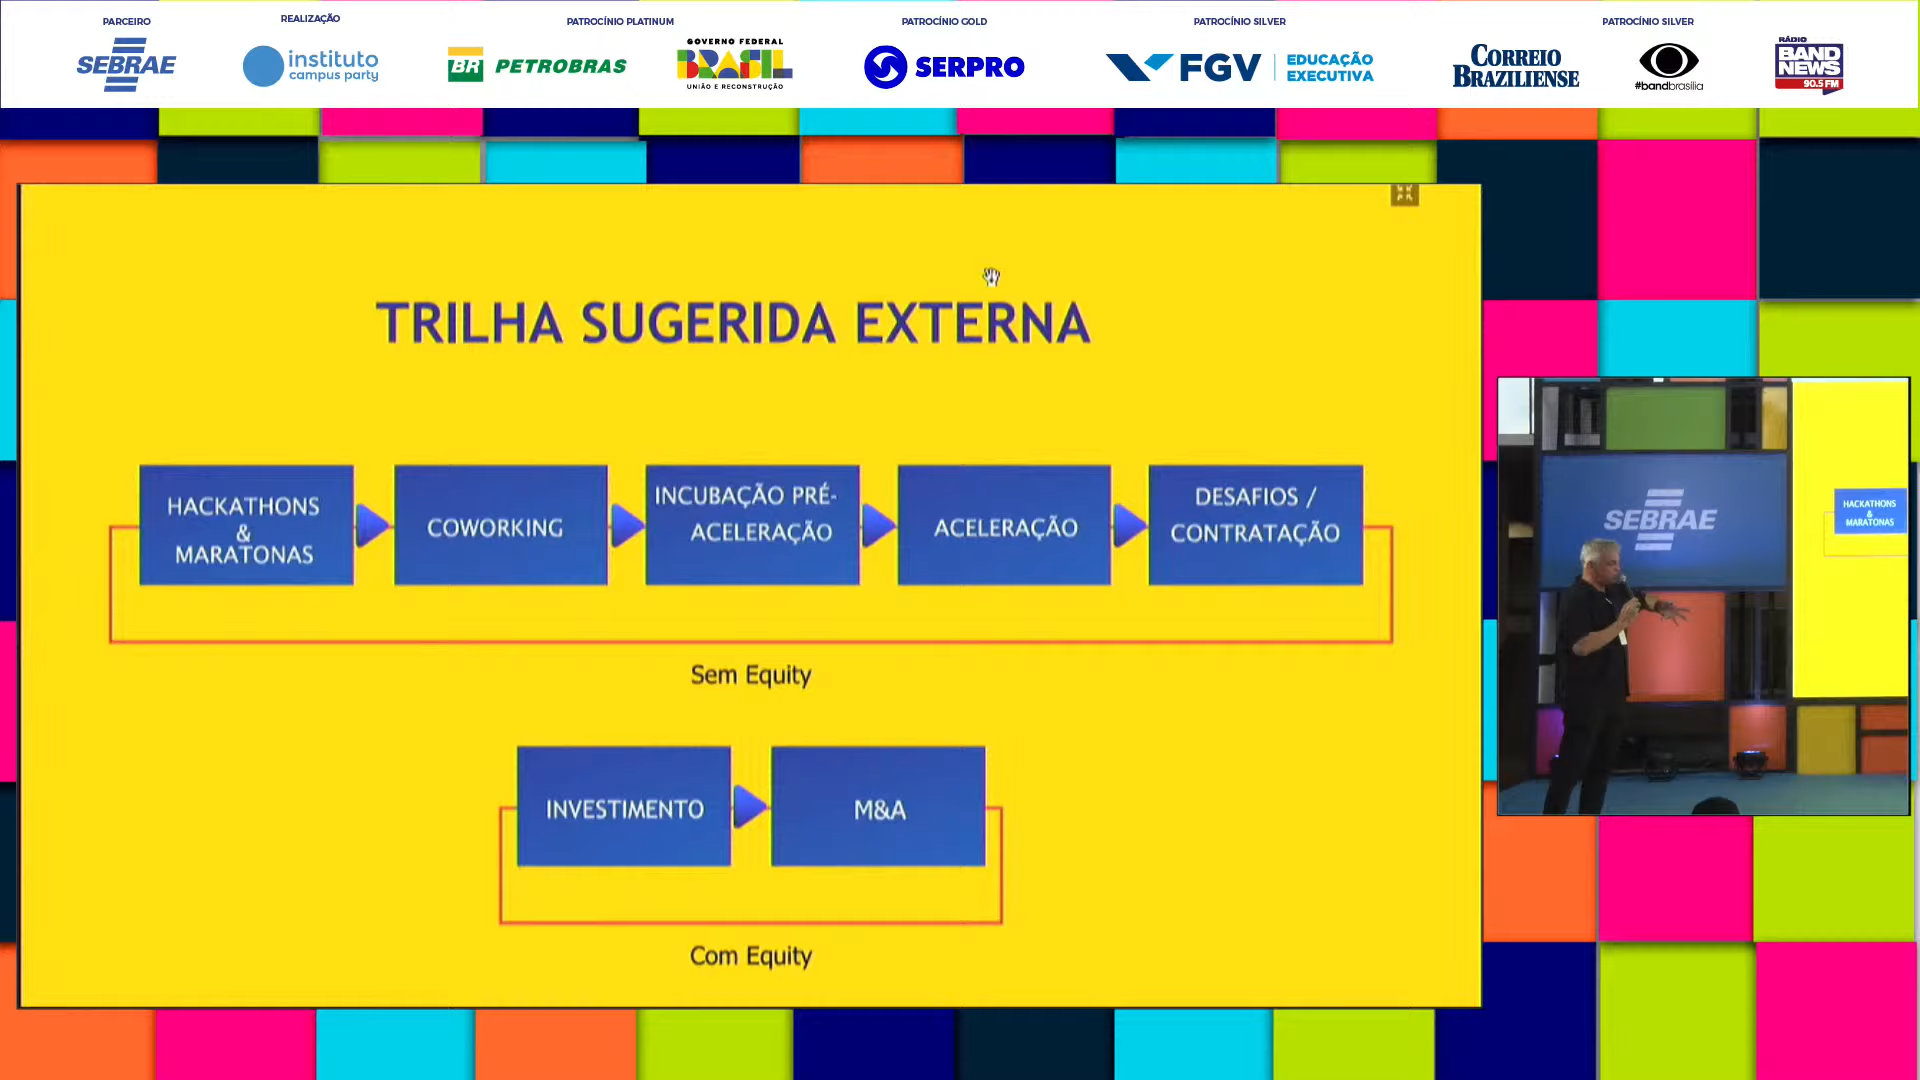 PARCEIRO
REALIZAÇÃO
PATROCÍNIO PLATINUM
PATROCÍNIO GOLD
PATROCÍNIO SILVER
PATROCÍNIO SILVER
SEBRAE
instituto
campus party
BR PETROBRAS
GOVERNO FEDERAL
BRASIL
UNIÃO E RECONSTRUÇÃO
SERPRO
FGV
EDUCAÇÃO
EXECUTIVA
CORREIO
BRAZILIENSE
#bandbrasília
RÁDIO
BAND
NEWS
90.5 FM
TRILHA SUGERIDA EXTERNA
HACKATHONS
&
MARATONAS
COWORKING
INCUBAÇÃO PRÉ-
ACELERAÇÃO
ACELERAÇÃO
DESAFIOS /
CONTRATAÇÃO
Sem Equity
INVESTIMENTO
M&A
Com Equity
SEBRAE
HACKATHONS
&
MARATONAS